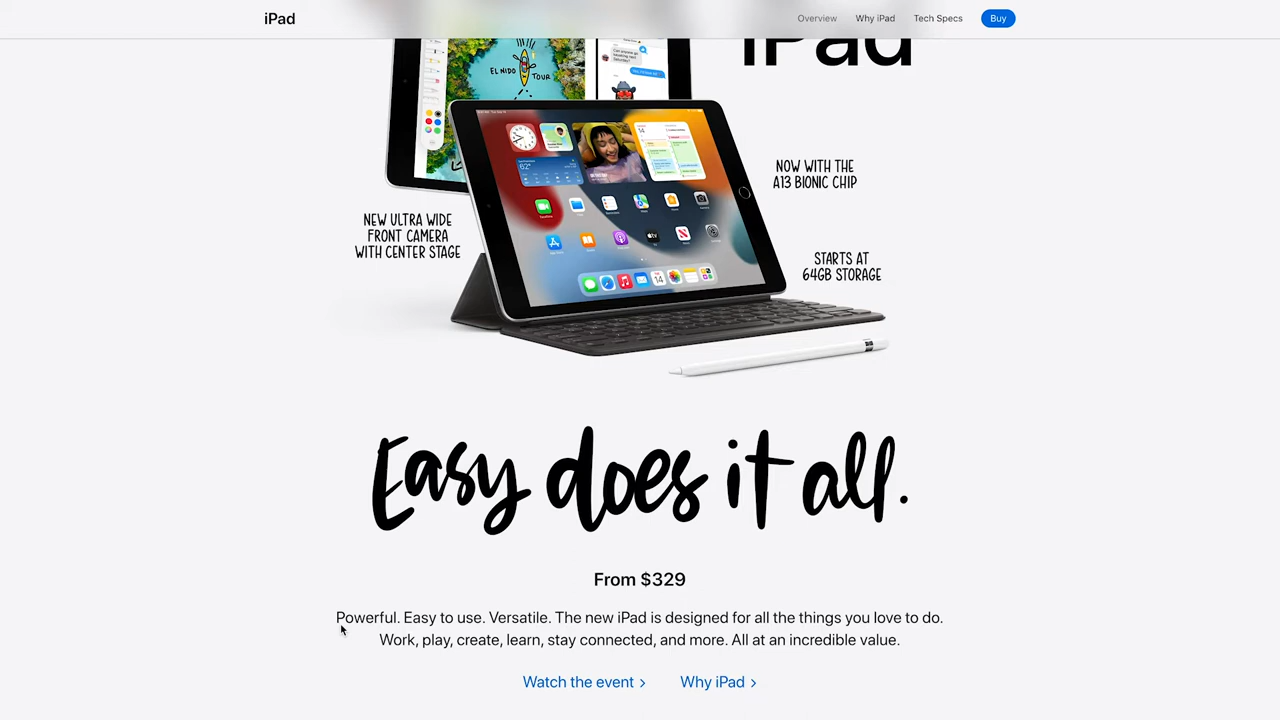 iPad
Overview
Why iPad
Tech Specs
Buy
iPad
EL NIDO TOUR
NOW WITH THE
A13 BIONIC CHIP
NEW ULTRA WIDE
FRONT CAMERA
WITH CENTER STAGE
STARTS AT
64GB STORAGE
Easy does it all.
From $329
Powerful. Easy to use. Versatile. The new iPad is designed for all the things you love to do.
Work, play, create, learn, stay connected, and more. All at an incredible value.
Watch the event >
Why iPad >